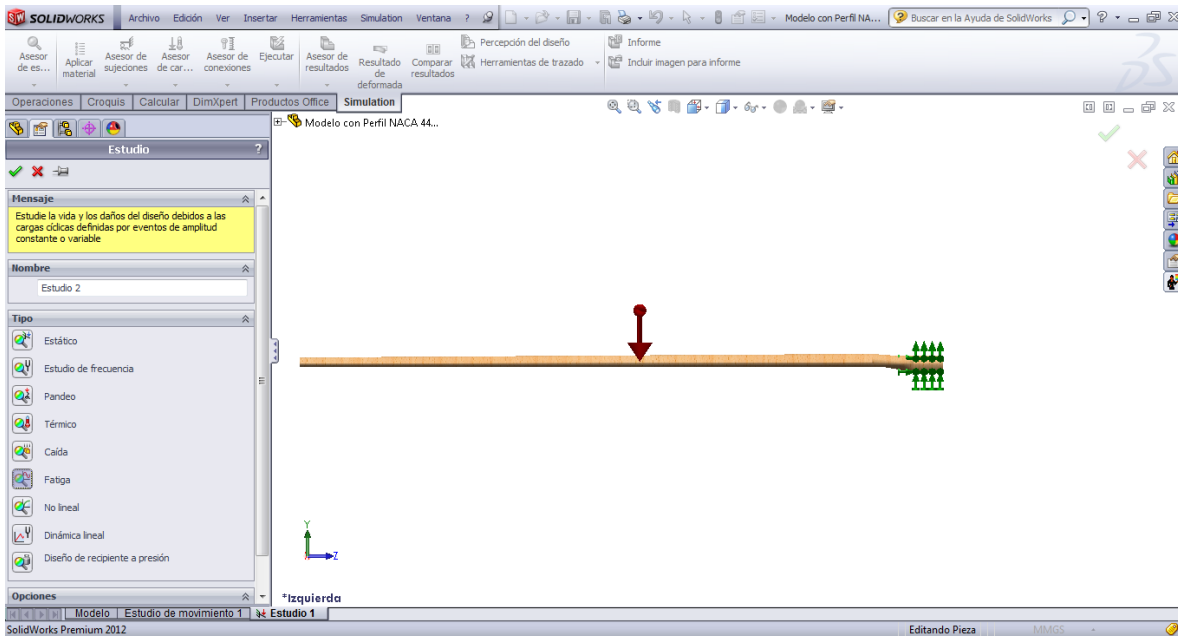 SOLIDWORKS Archivo Edición Ver Insertar Herramientas Simulation Ventana ? Modelo con Perfil NA... Buscar en la Ayuda de SolidWorks ?
Asesor de es...
Aplicar material
Asesor de sujeciones
Asesor de car...
Asesor de conexiones
Ejecutar
Asesor de resultados
Resultado de deformada
Comparar resultados
Percepción del diseño
Herramientas de trazado
Informe
Incluir imagen para informe
Operaciones Croquis Calcular DimXpert Productos Office Simulation
Modelo con Perfil NACA 44...
Estudio ?
Mensaje
Estudie la vida y los daños del diseño debidos a las
cargas cíclicas definidas por eventos de amplitud
constante o variable
Nombre
Estudio 2
Tipo
Estático
Estudio de frecuencia
Pandeo
Térmico
Caída
Fatiga
No lineal
Dinámica lineal
Diseño de recipiente a presión
Opciones
Y
Z
*Izquierda
Modelo Estudio de movimiento 1 Estudio 1
SolidWorks Premium 2012 Editando Pieza MMGS